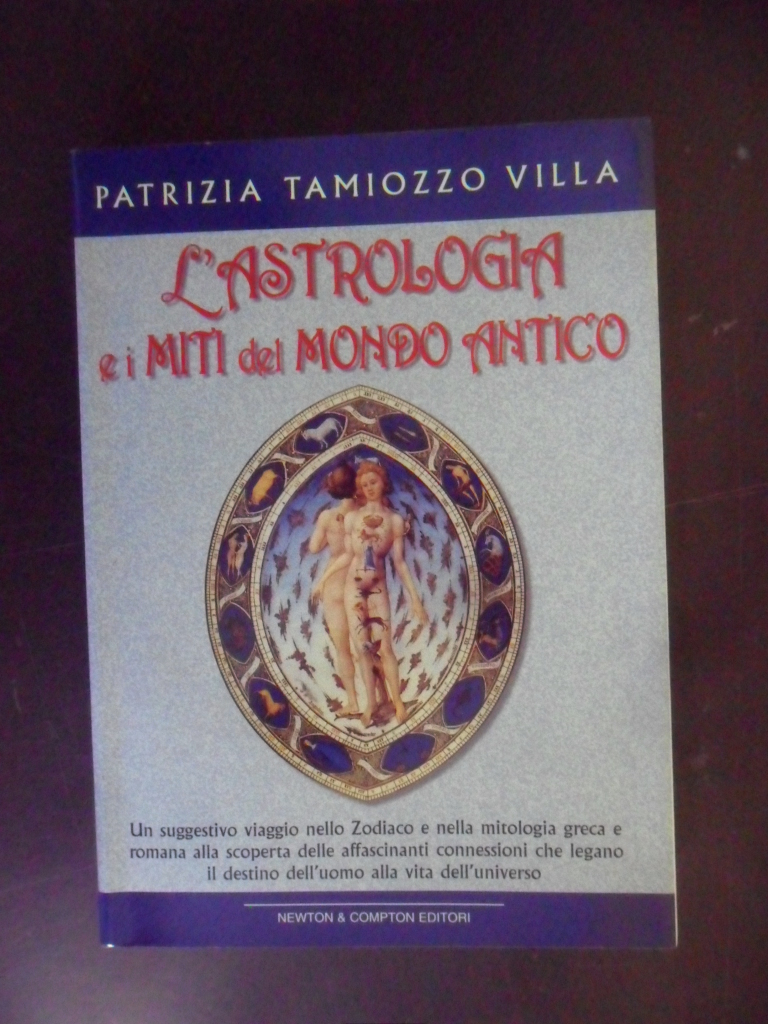 PATRIZIA TAMIOZZO VILLA
L'ASTROLOGIA
e i MITI del MONDO ANTICO
Un suggestivo viaggio nello Zodiaco e nella mitologia greca e
romana alla scoperta delle affascinanti connessioni che legano
il destino dell'uomo alla vita dell'universo
NEWTON & COMPTON EDITORI